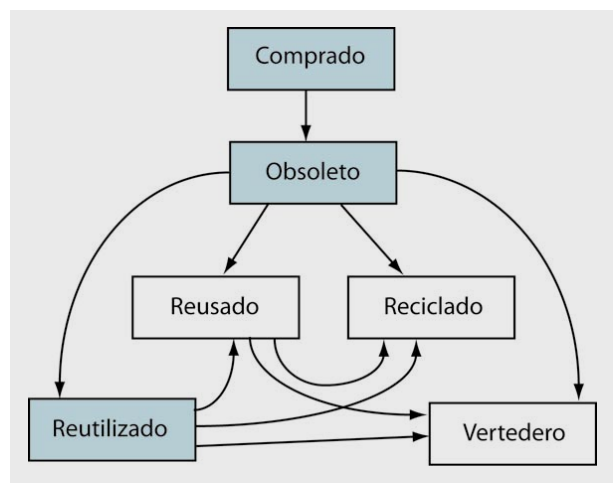 Comprado
Obsoleto
Reusado
Reciclado
Reutilizado
Vertedero